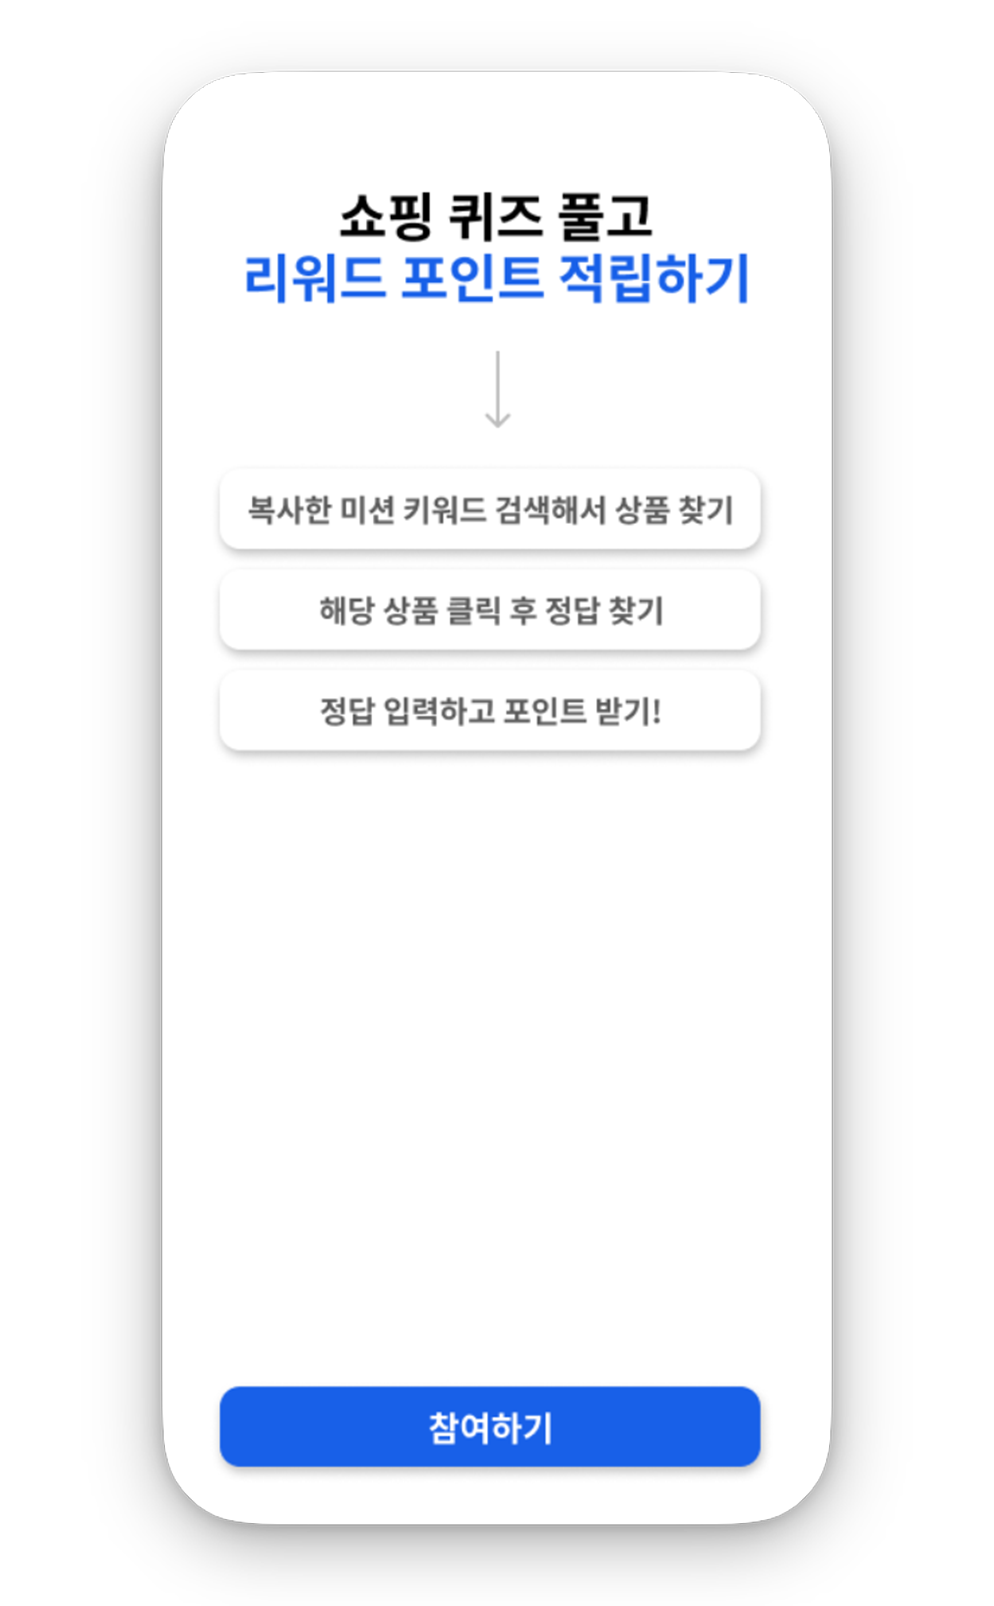 쇼핑 퀴즈 풀고
리워드 포인트 적립하기
복사한 미션 키워드 검색해서 상품 찾기
해당 상품 클릭 후 정답 찾기
정답 입력하고 포인트 받기!
참여하기